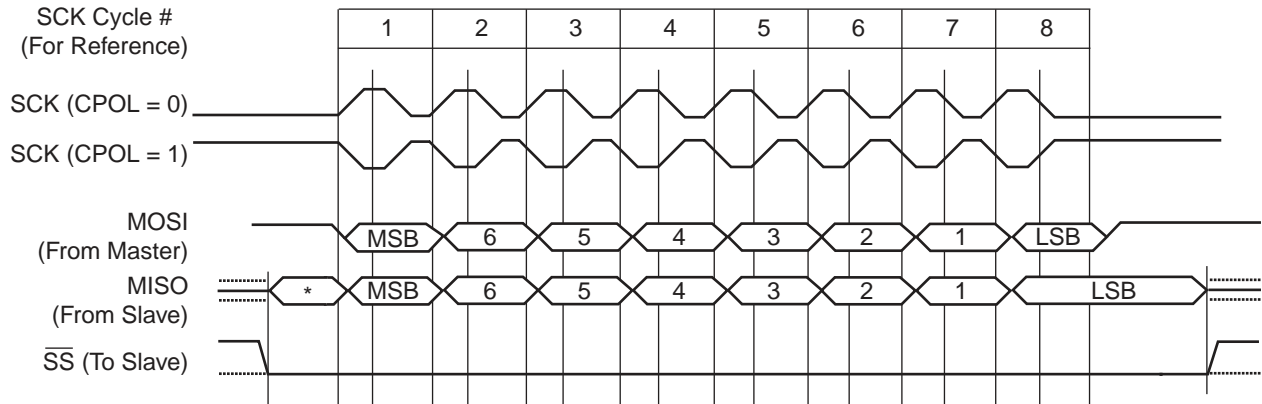 SCK Cycle #
(For Reference)
1 2 3 4 5 6 7 8
SCK (CPOL = 0)
SCK (CPOL = 1)
MOSI
(From Master)
MSB 6 5 4 3 2 1 LSB
MISO
(From Slave)
* MSB 6 5 4 3 2 1 LSB
SS (To Slave)